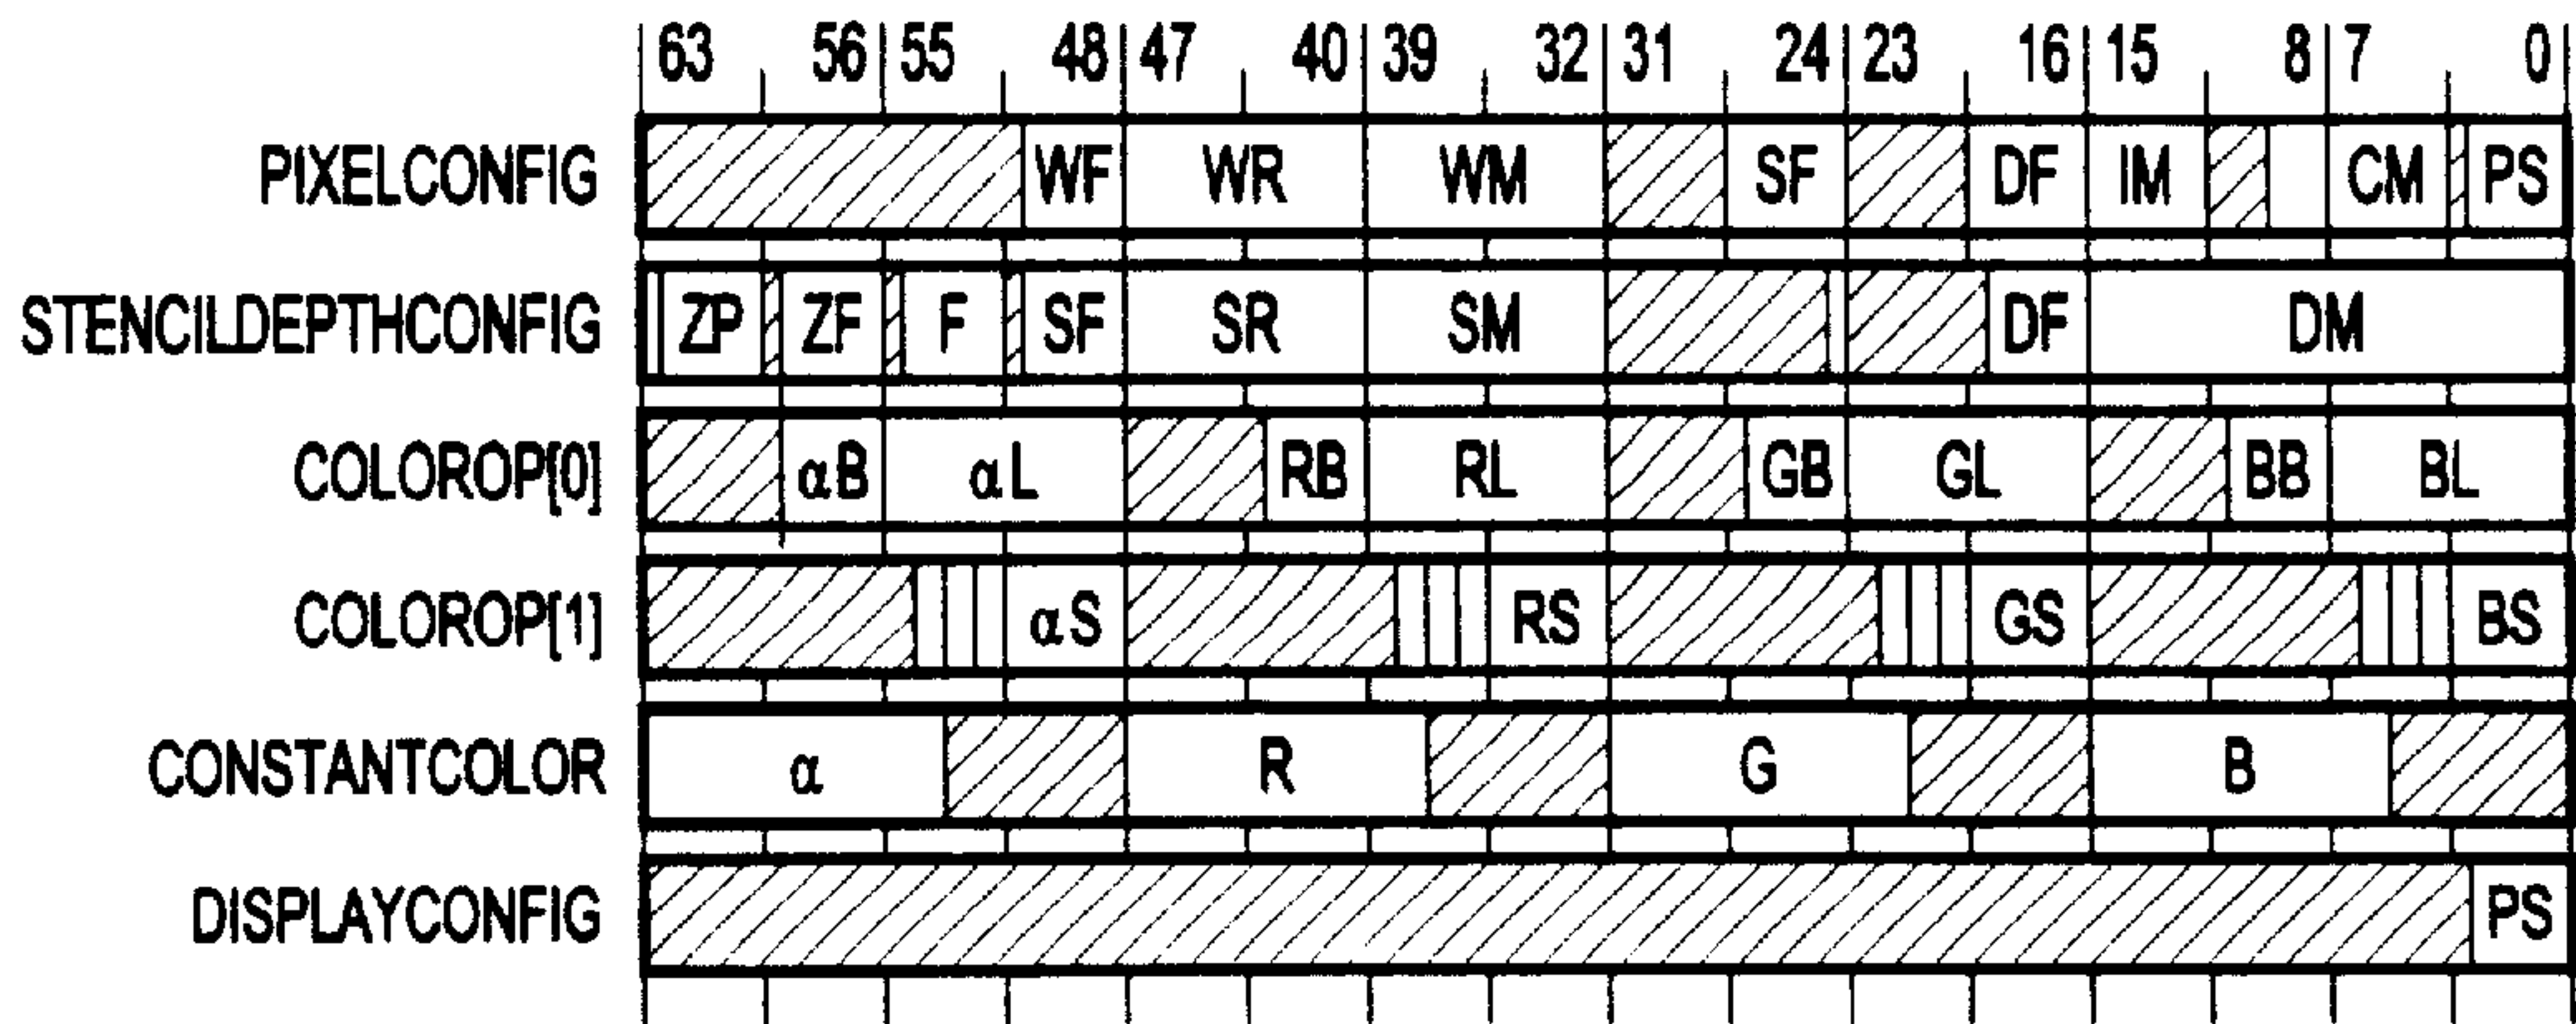 63 56 55 48 47 40 39 32 31 24 23 16 15 8 7 0
PIXELCONFIG WF WR WM SF DF IM CM PS
STENCILDEPTHCONFIG ZP ZF F SF SR SM DF DM
COLOROP[0] αB αL RB RL GB GL BB BL
COLOROP[1] αS RS GS BS
CONSTANTCOLOR α R G B
DISPLAYCONFIG PS